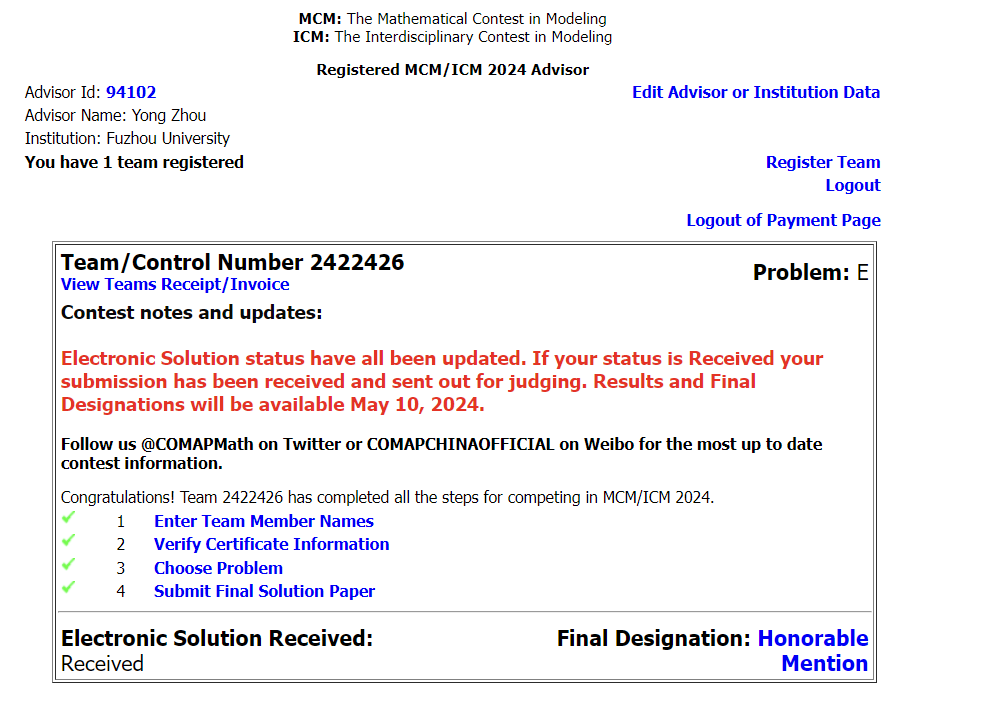 MCM: The Mathematical Contest in Modeling
ICM: The Interdisciplinary Contest in Modeling
Registered MCM/ICM 2024 Advisor
Advisor Id: 94102
Edit Advisor or Institution Data
Advisor Name: Yong Zhou
Institution: Fuzhou University
You have 1 team registered
Register Team
Logout
Logout of Payment Page
Team/Control Number 2422426
Problem: E
View Teams Receipt/Invoice
Contest notes and updates:
Electronic Solution status have all been updated. If your status is Received your
submission has been received and sent out for judging. Results and Final
Designations will be available May 10, 2024.
Follow us @COMAPMath on Twitter or COMAPCHINAOFFICIAL on Weibo for the most up to date
contest information.
Congratulations! Team 2422426 has completed all the steps for competing in MCM/ICM 2024.
1 Enter Team Member Names
2 Verify Certificate Information
3 Choose Problem
4 Submit Final Solution Paper
Electronic Solution Received:
Received
Final Designation: Honorable
Mention